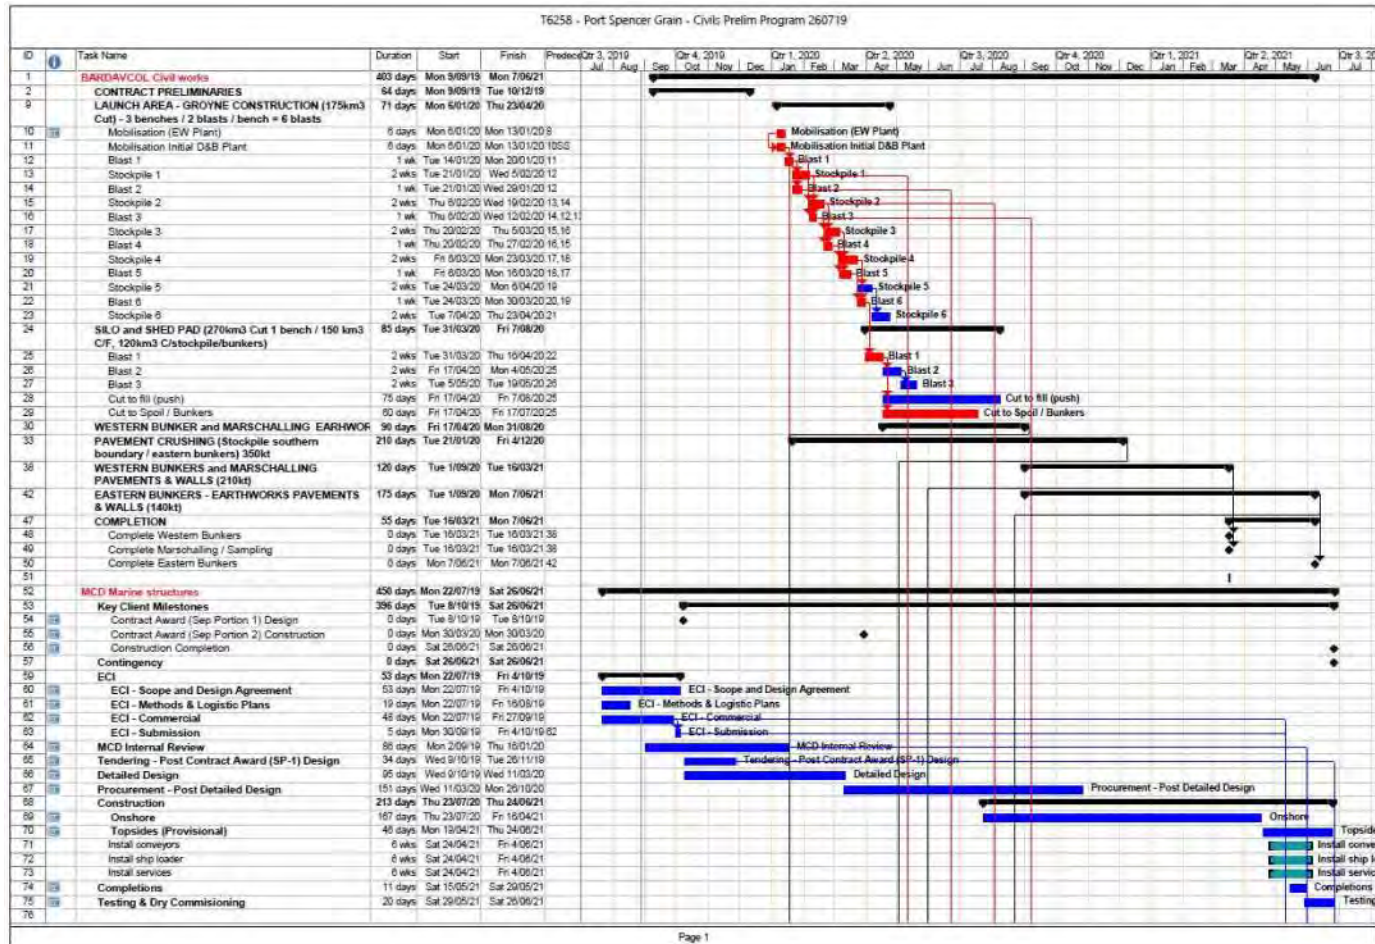 T6258 - Port Spencer Grain - Civils Prelim Program 260719
ID Task Name Duration Start Finish Predece Qtr 3, 2019 Qtr 4, 2019 Qtr 1, 2020 Qtr 2, 2020 Qtr 3, 2020 Qtr 4, 2020 Qtr 1, 2021 Qtr 2, 2021 Qtr 3, 20
Jul Aug Sep Oct Nov Dec Jan Feb Mar Apr May Jun Jul Aug Sep Oct Nov Dec Jan Feb Mar Apr May Jun Jul
1 BARDAVCOL Civil works 403 days Mon 9/09/19 Mon 7/06/21
2 CONTRACT PRELIMINARIES 64 days Mon 9/09/19 Tue 10/12/19
9 LAUNCH AREA - GROYNE CONSTRUCTION (175km3 71 days Mon 6/01/20 Thu 23/04/20
Cut) - 3 benches / 2 blasts / bench = 6 blasts
10 Mobilisation (EW Plant) 6 days Mon 6/01/20 Mon 13/01/20 9 Mobilisation (EW Plant)
11 Mobilisation Initial D&B Plant 6 days Mon 6/01/20 Mon 13/01/20 10SS Mobilisation Initial D&B Plant
12 Blast 1 1 wk Tue 14/01/20 Mon 20/01/20 11 Blast 1
13 Stockpile 1 2 wks Tue 21/01/20 Wed 5/02/20 12 Stockpile 1
14 Blast 2 1 wk Tue 21/01/20 Wed 29/01/20 12 Blast 2
15 Stockpile 2 2 wks Thu 6/02/20 Wed 19/02/20 13,14 Stockpile 2
16 Blast 3 1 wk Thu 6/02/20 Wed 12/02/20 14,12,1 Blast 3
17 Stockpile 3 2 wks Thu 20/02/20 Thu 5/03/20 15,16 Stockpile 3
18 Blast 4 1 wk Thu 20/02/20 Thu 27/02/20 16,15 Blast 4
19 Stockpile 4 2 wks Fri 6/03/20 Mon 23/03/20 17,18 Stockpile 4
20 Blast 5 1 wk Fri 6/03/20 Mon 16/03/20 18,17 Blast 5
21 Stockpile 5 2 wks Tue 24/03/20 Mon 6/04/20 19 Stockpile 5
22 Blast 6 1 wk Tue 24/03/20 Mon 30/03/20 20,19 Blast 6
23 Stockpile 6 2 wks Tue 7/04/20 Thu 23/04/20 21 Stockpile 6
24 SILO and SHED PAD (270km3 Cut 1 bench / 150 km3 85 days Tue 31/03/20 Fri 7/08/20
C/F, 120km3 C/stockpile/bunkers)
25 Blast 1 2 wks Tue 31/03/20 Thu 16/04/20 22 Blast 1
26 Blast 2 2 wks Fri 17/04/20 Mon 4/05/20 25 Blast 2
27 Blast 3 2 wks Tue 5/05/20 Tue 19/05/20 26 Blast 3
28 Cut to fill (push) 75 days Fri 17/04/20 Fri 7/08/20 25 Cut to fill (push)
29 Cut to Spoil / Bunkers 60 days Fri 17/04/20 Fri 17/07/20 25 Cut to Spoil / Bunkers
30 WESTERN BUNKER and MARSCHALLING EARHWOR 90 days Fri 17/04/20 Mon 31/08/20
33 PAVEMENT CRUSHING (Stockpile southern 210 days Tue 21/01/20 Fri 4/12/20
boundary / eastern bunkers) 350kt
38 WESTERN BUNKERS and MARSCHALLING 120 days Tue 1/09/20 Tue 16/03/21
PAVEMENTS & WALLS (210kt)
42 EASTERN BUNKERS - EARTHWORKS PAVEMENTS 175 days Tue 1/09/20 Mon 7/06/21
& WALLS (140kt)
47 COMPLETION 55 days Tue 16/03/21 Mon 7/06/21
48 Complete Western Bunkers 0 days Tue 16/03/21 Tue 16/03/21 38
49 Complete Marschalling / Sampling 0 days Tue 16/03/21 Tue 16/03/21 38
50 Complete Eastern Bunkers 0 days Mon 7/06/21 Mon 7/06/21 42
51
52 MCD Marine structures 450 days Mon 22/07/19 Sat 26/06/21
53 Key Client Milestones 396 days Tue 8/10/19 Sat 26/06/21
54 Contract Award (Sep Portion 1) Design 0 days Tue 8/10/19 Tue 8/10/19
55 Contract Award (Sep Portion 2) Construction 0 days Mon 30/03/20 Mon 30/03/20
56 Construction Completion 0 days Sat 26/06/21 Sat 26/06/21
57 Contingency 0 days Sat 26/06/21 Sat 26/06/21
59 ECI 53 days Mon 22/07/19 Fri 4/10/19
60 ECI - Scope and Design Agreement 53 days Mon 22/07/19 Fri 4/10/19 ECI - Scope and Design Agreement
61 ECI - Methods & Logistic Plans 19 days Mon 22/07/19 Fri 16/08/19 ECI - Methods & Logistic Plans
62 ECI - Commercial 48 days Mon 22/07/19 Fri 27/09/19 ECI - Commercial
63 ECI - Submission 5 days Mon 30/09/19 Fri 4/10/19 62 ECI - Submission
64 MCD Internal Review 86 days Mon 2/09/19 Thu 16/01/20 MCD Internal Review
65 Tendering - Post Contract Award (SP-1) Design 34 days Wed 9/10/19 Tue 26/11/19 Tendering - Post Contract Award (SP-1) Design
66 Detailed Design 95 days Wed 9/10/19 Wed 11/03/20 Detailed Design
67 Procurement - Post Detailed Design 151 days Wed 11/03/20 Mon 26/10/20 Procurement - Post Detailed Design
68 Construction 213 days Thu 23/07/20 Thu 24/06/21
69 Onshore 167 days Thu 23/07/20 Fri 16/04/21 Onshore
70 Topsides (Provisional) 46 days Mon 19/04/21 Thu 24/06/21 Topside
71 Install conveyors 6 wks Sat 24/04/21 Fri 4/06/21 Install conve
72 Install ship loader 6 wks Sat 24/04/21 Fri 4/06/21 Install ship l
73 Install services 6 wks Sat 24/04/21 Fri 4/06/21 Install servic
74 Completions 11 days Sat 15/05/21 Sat 29/05/21 Completions
75 Testing & Dry Commisioning 20 days Sat 29/05/21 Sat 26/06/21 Testing
76
Page 1